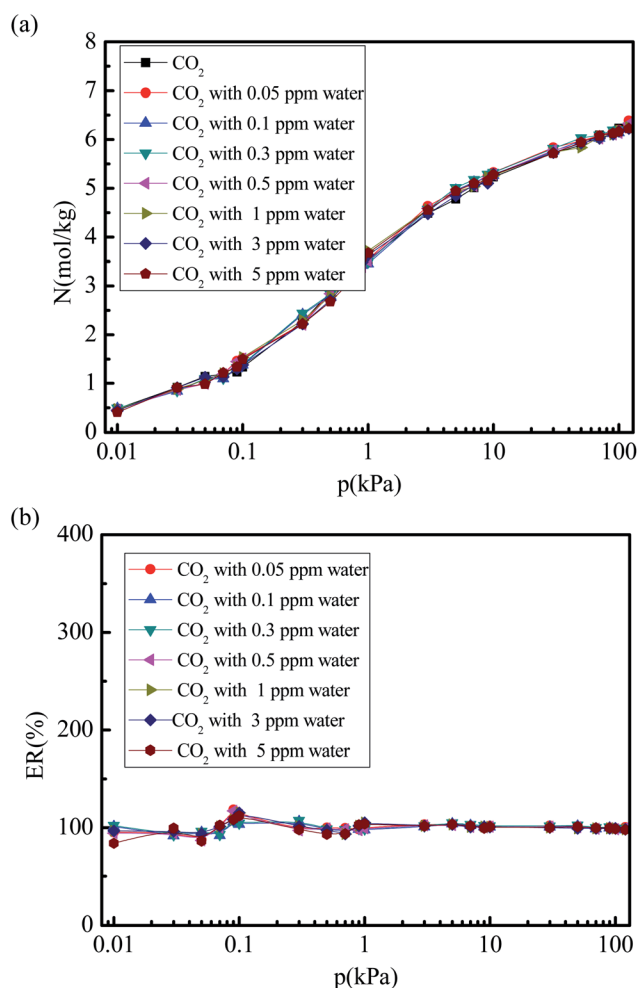 (a)
8
7
6
5
4
3
2
1
0
N(mol/kg)
CO₂
CO₂ with 0.05 ppm water
CO₂ with 0.1 ppm water
CO₂ with 0.3 ppm water
CO₂ with 0.5 ppm water
CO₂ with 1 ppm water
CO₂ with 3 ppm water
CO₂ with 5 ppm water
0.01 0.1 1 10 100
p(kPa)
(b)
400
300
200
100
0
ER(%)
CO₂ with 0.05 ppm water
CO₂ with 0.1 ppm water
CO₂ with 0.3 ppm water
CO₂ with 0.5 ppm water
CO₂ with 1 ppm water
CO₂ with 3 ppm water
CO₂ with 5 ppm water
0.01 0.1 1 10 100
p(kPa)